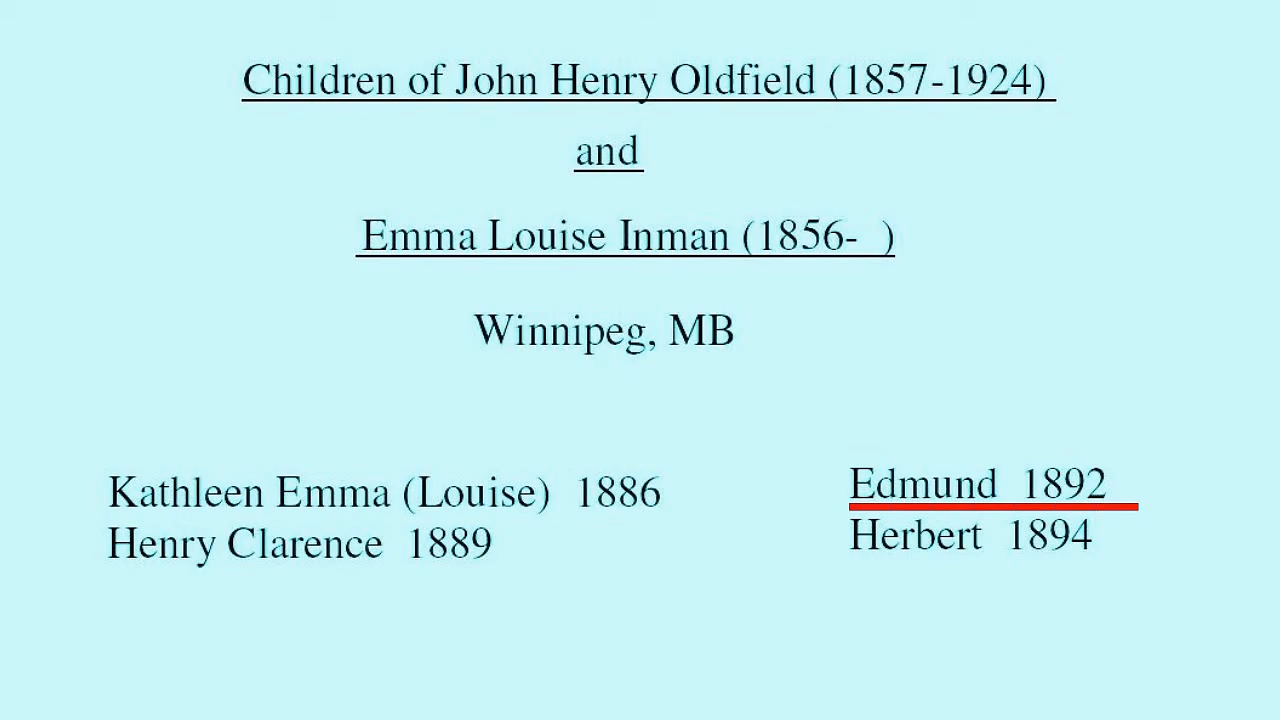 Children of John Henry Oldfield (1857-1924)
and
Emma Louise Inman (1856-  )
Winnipeg, MB
Kathleen Emma (Louise)  1886
Henry Clarence  1889
Edmund  1892
Herbert  1894